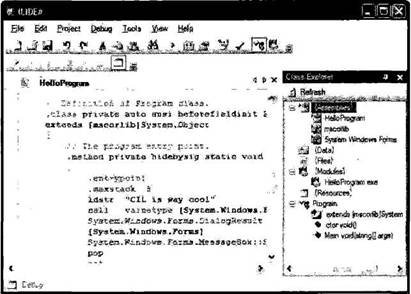 ILIDE#
File Edit Project Debug Tools View Help
HelloProgram
Class Explorer
Refresh
Definition of Program class.
.class private auto ansi beforefieldinit
extends [mscorlib]System.Object
// The program entry point.
.method private hidebysig static void
.entrypoint
.maxstack 8
ldstr "CIL is way cool"
call valuetype [System.Windows.F
System.Windows.Forms.DialogResult
[System.Windows.Forms]
System.Windows.Forms.MessageBox::S
pop
(Assemblies)
HelloProgram
mscorlib
System.Windows.Forms
(Data)
(Files)
(Modules)
HelloProgram.exe
(Resources)
Program
extends [mscorlib]System
.ctor void()
Main void(string[] args)
Debug